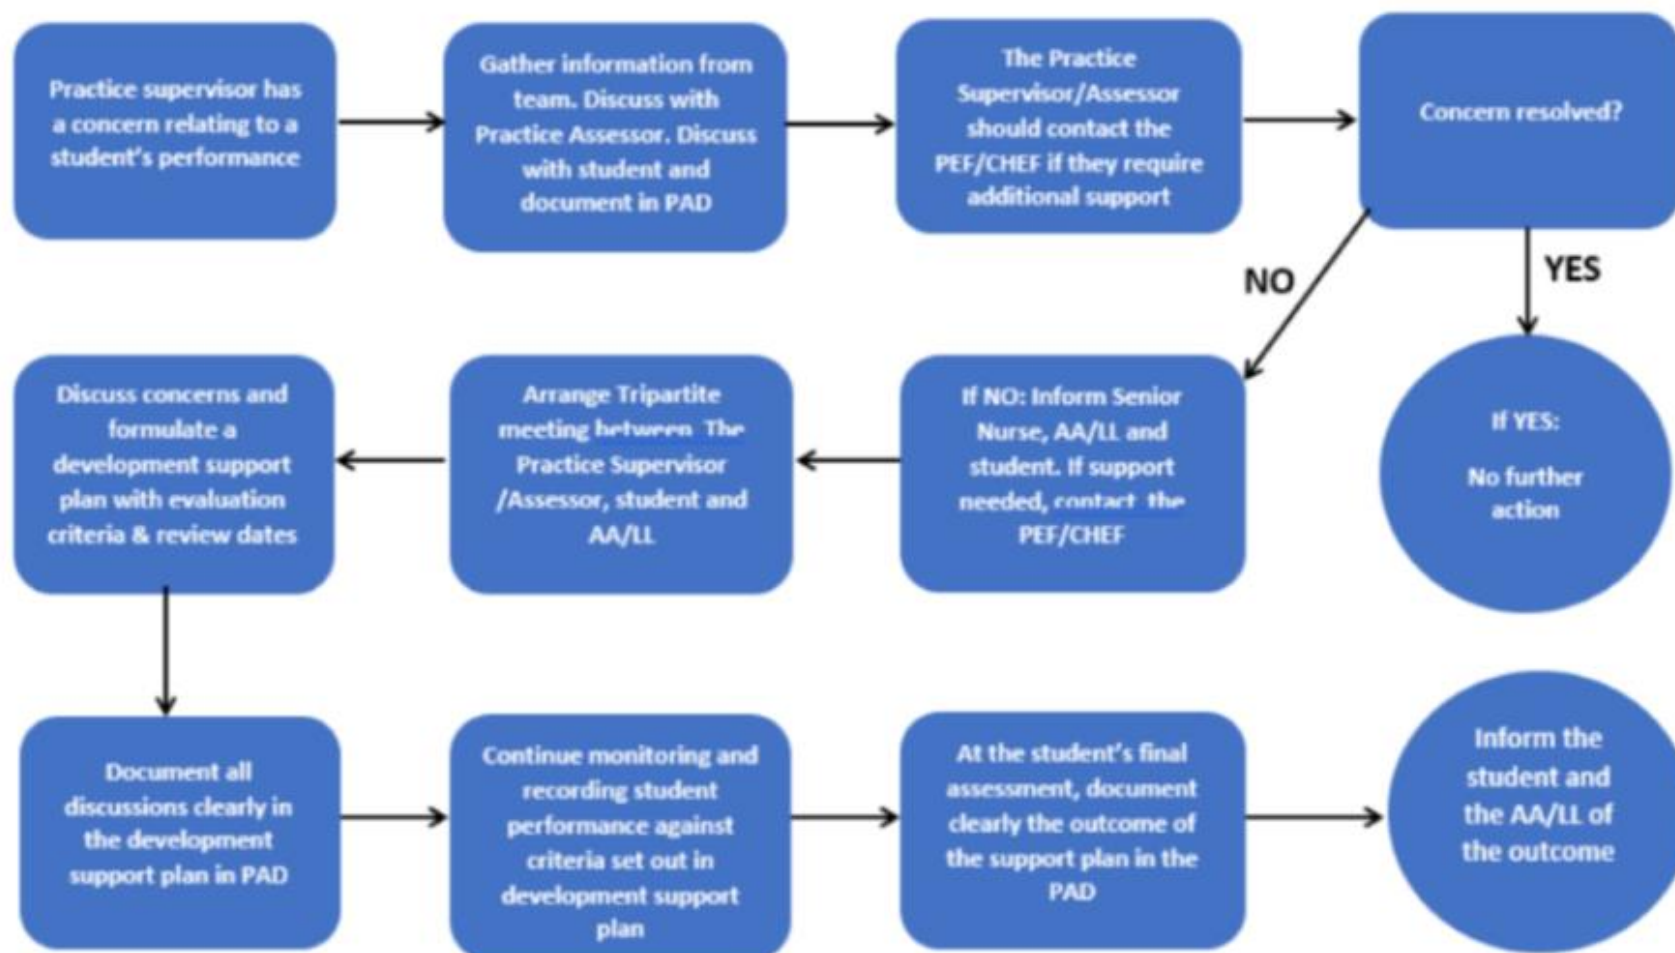 Practice supervisor has
a concern relating to a
student's performance
Gather information from
team. Discuss with
Practice Assessor. Discuss
with student and
document in PAD
The Practice
Supervisor/Assessor
should contact the
PEF/CHEF if they require
additional support
Concern resolved?
NO
YES
If YES:
No further
action
If NO: Inform Senior
Nurse, AA/LL and
student. If support
needed, contact the
PEF/CHEF
Arrange Tripartite
meeting between The
Practice Supervisor
/Assessor, student and
AA/LL
Discuss concerns and
formulate a
development support
plan with evaluation
criteria & review dates
Document all
discussions clearly in
the development
support plan in PAD
Continue monitoring and
recording student
performance against
criteria set out in
development support
plan
At the student's final
assessment, document
clearly the outcome of
the support plan in the
PAD
Inform the
student and
the AA/LL of
the outcome